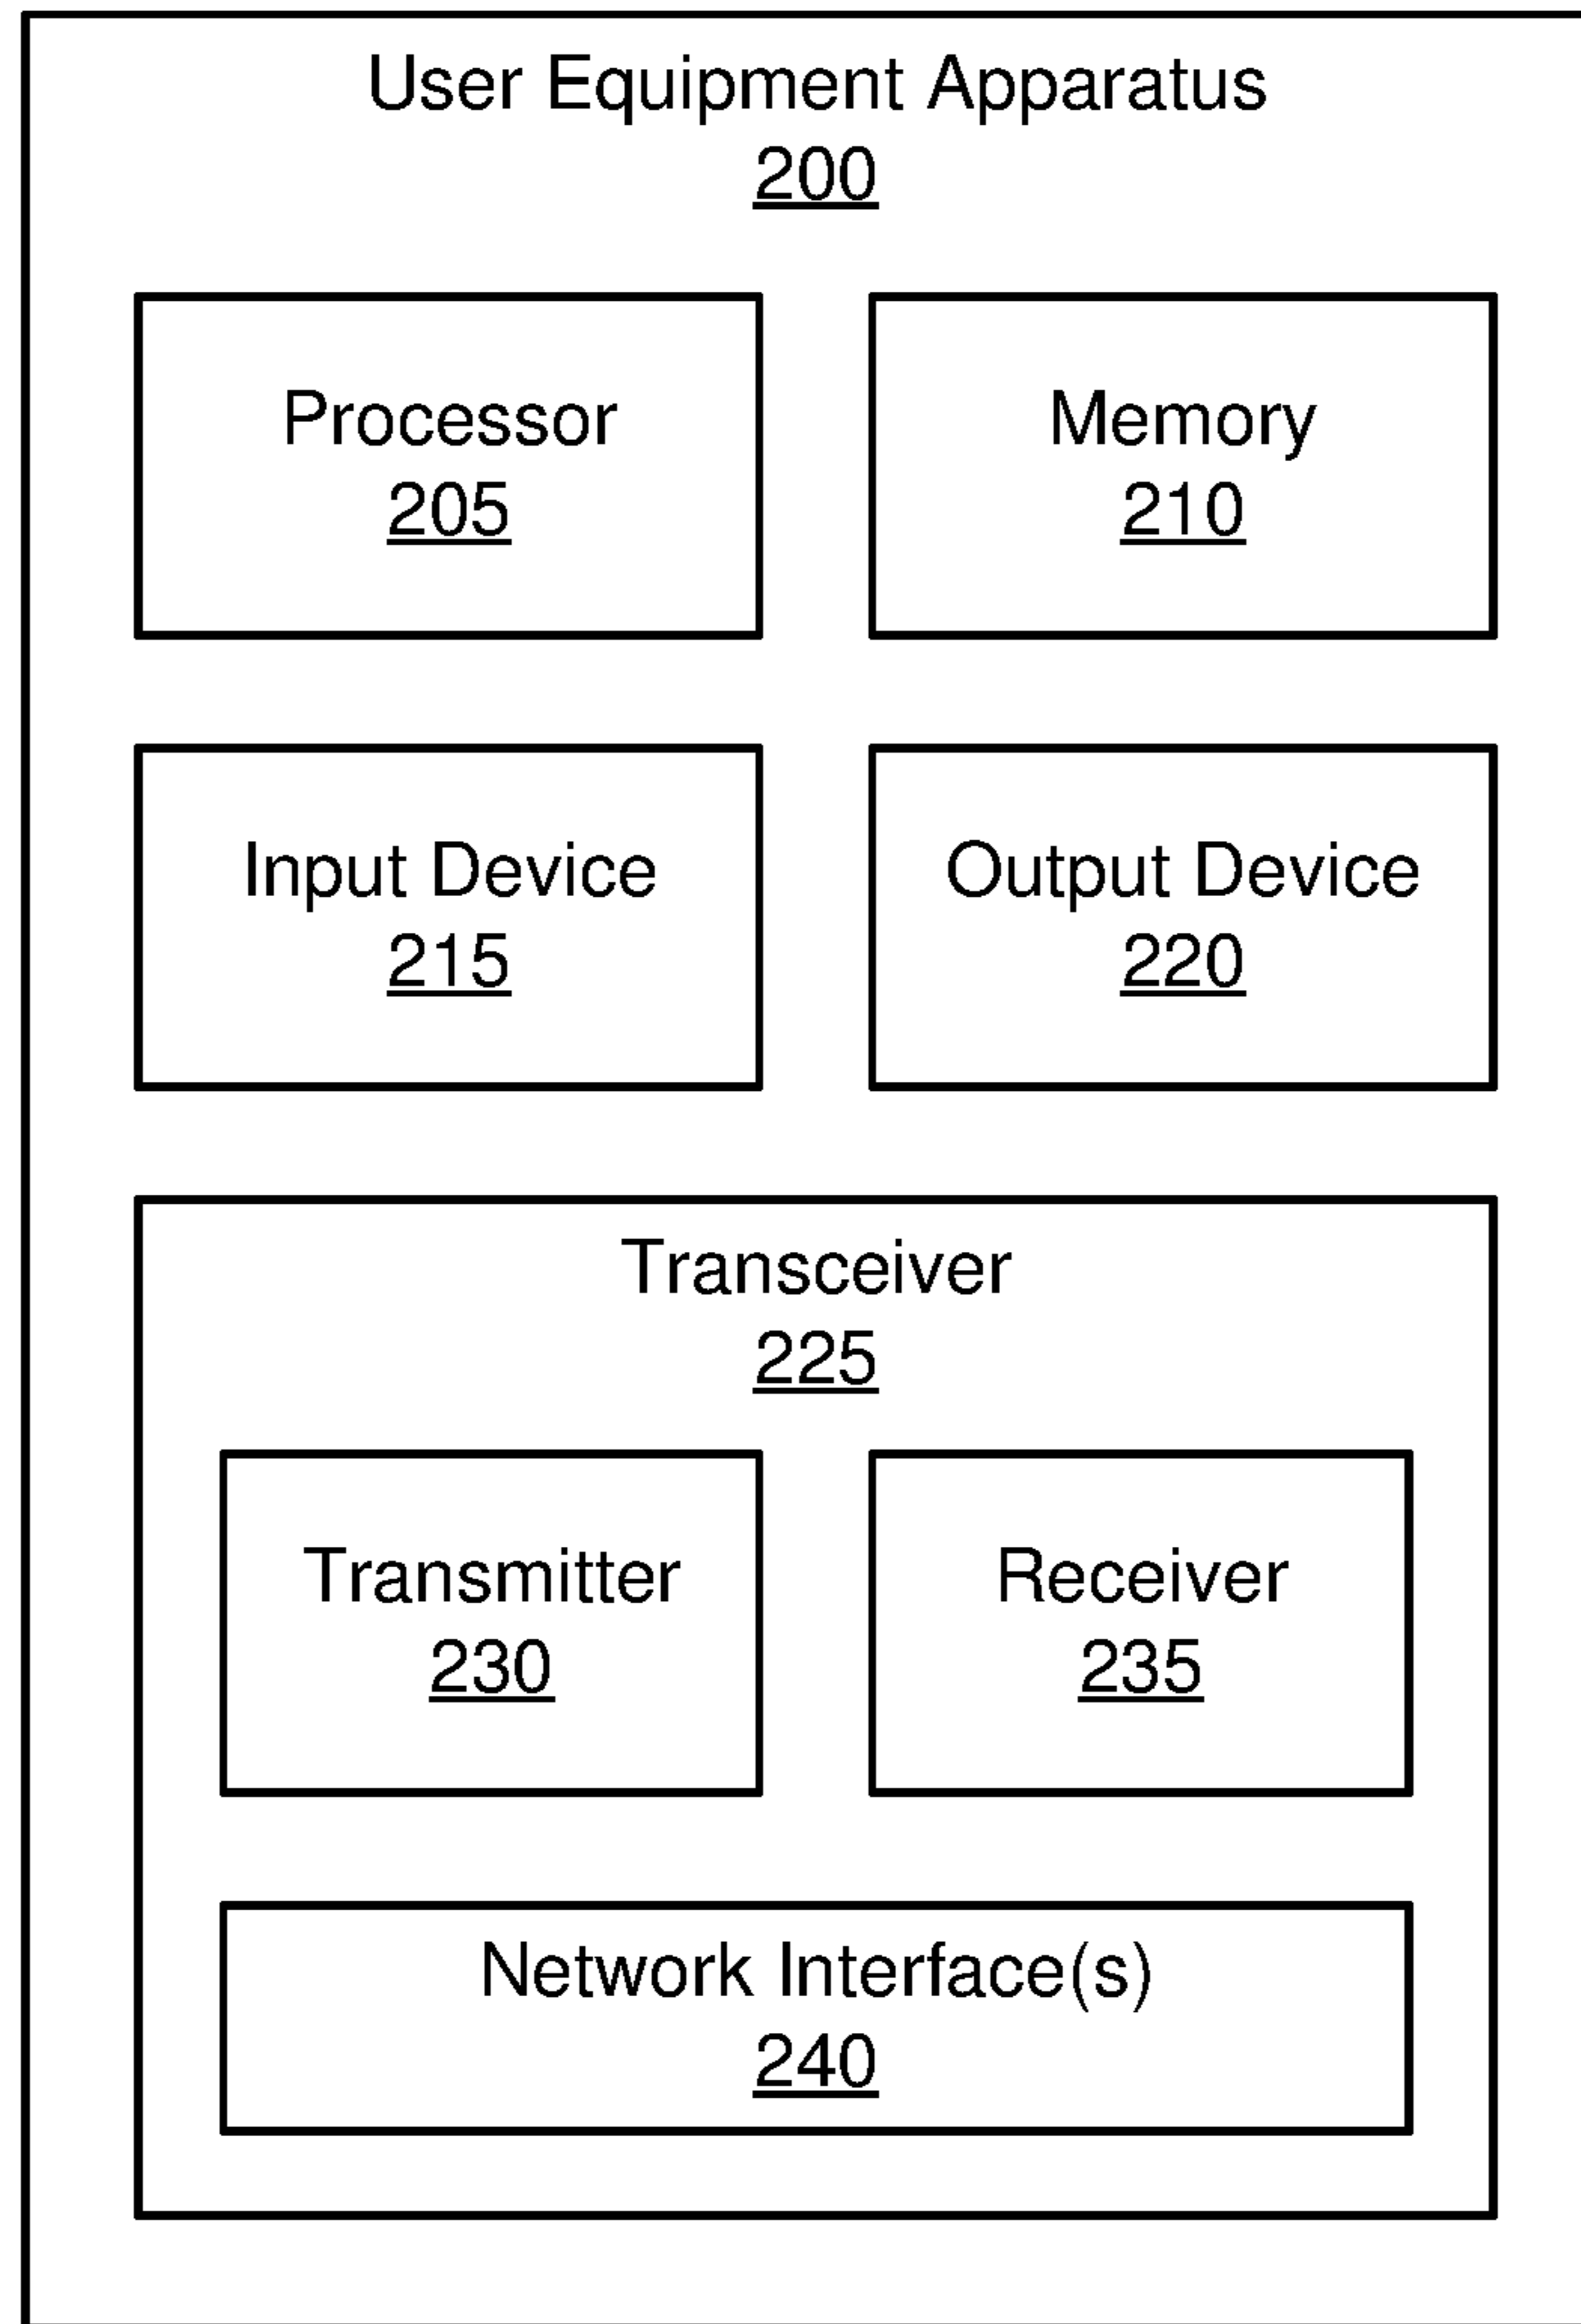 User Equipment Apparatus
200
Processor
205
Memory
210
Input Device
215
Output Device
220
Transceiver
225
Transmitter
230
Receiver
235
Network Interface(s)
240